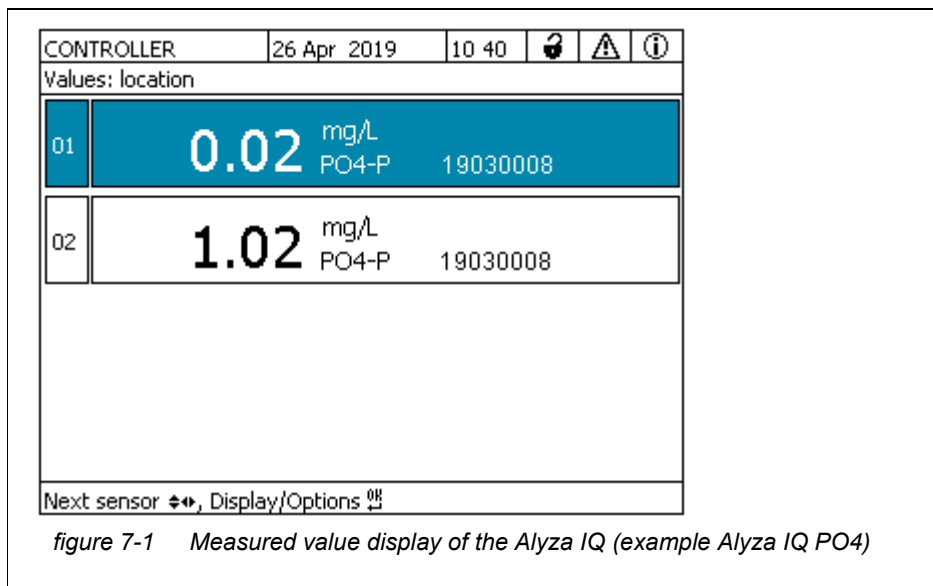 CONTROLLER 26 Apr 2019 10 40
Values: location
01 0.02 mg/L PO4-P 19030008
02 1.02 mg/L PO4-P 19030008
Next sensor, Display/Options OK
figure 7-1 Measured value display of the Alyza IQ (example Alyza IQ PO4)